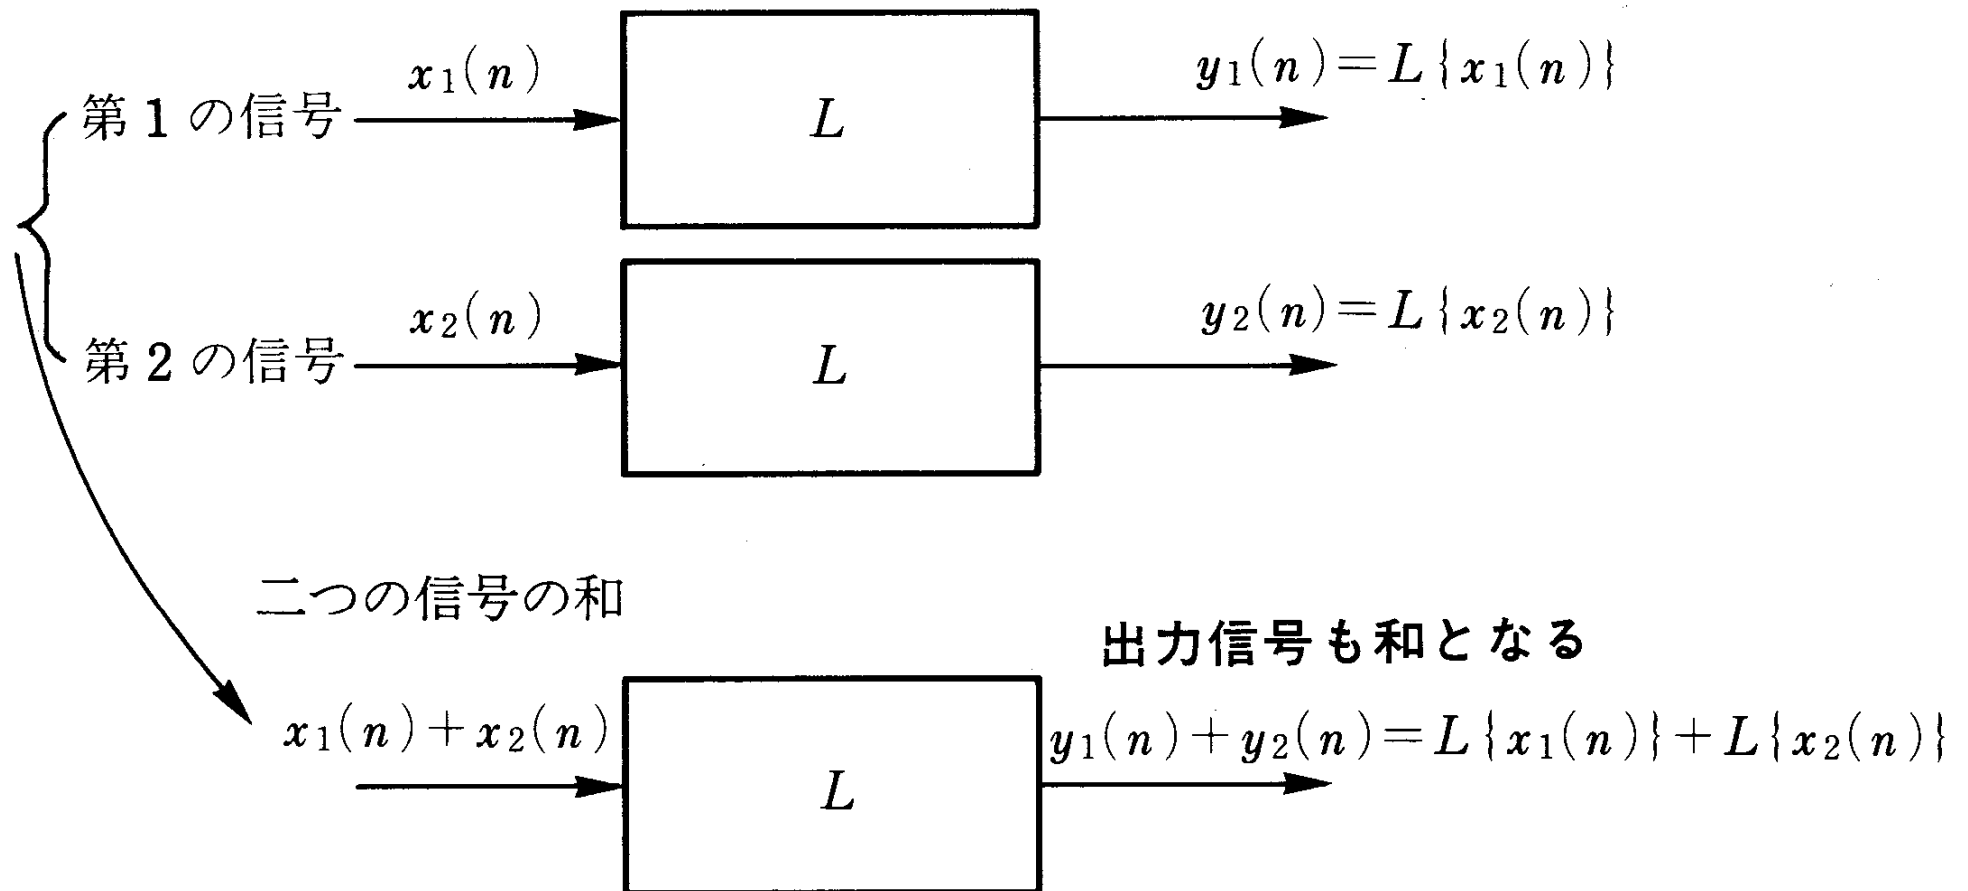 x1(n)
y1(n)=L{x1(n)}
第1の信号
L
x2(n)
y2(n)=L{x2(n)}
第2の信号
L
二つの信号の和
出力信号も和となる
x1(n)+x2(n)
y1(n)+y2(n)=L{x1(n)}+L{x2(n)}
L